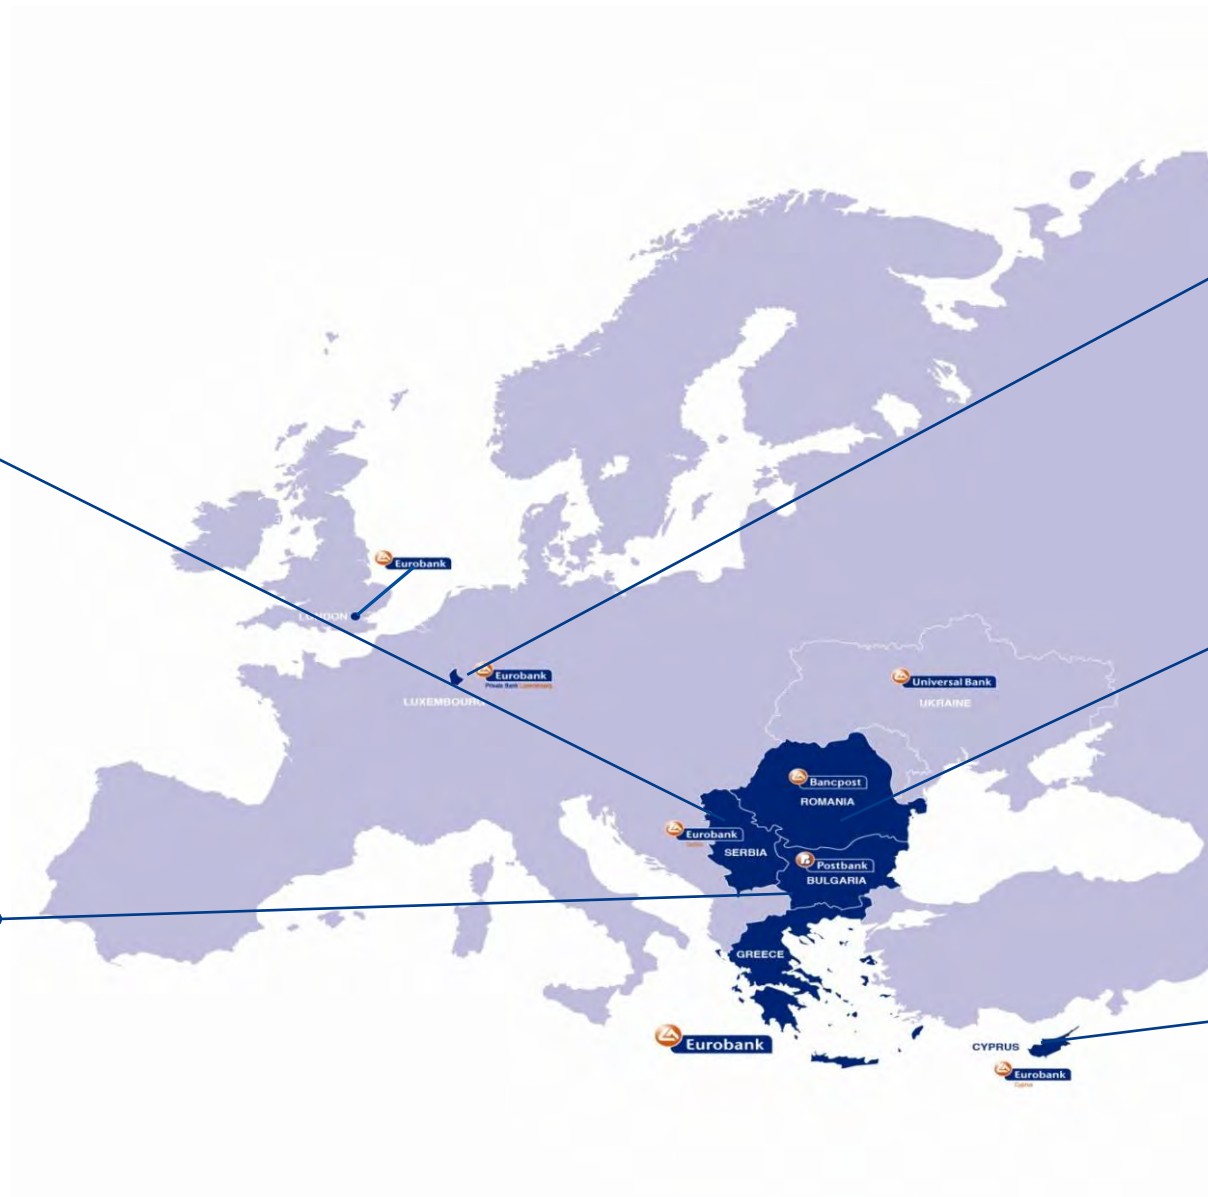 Eurobank
LONDON
Eurobank
Private Bank Luxembourg
LUXEMBOURG
Universal Bank
UKRAINE
Bancpost
ROMANIA
Eurobank
SERBIA
Postbank
BULGARIA
GREECE
Eurobank
CYPRUS
Eurobank
Cyprus